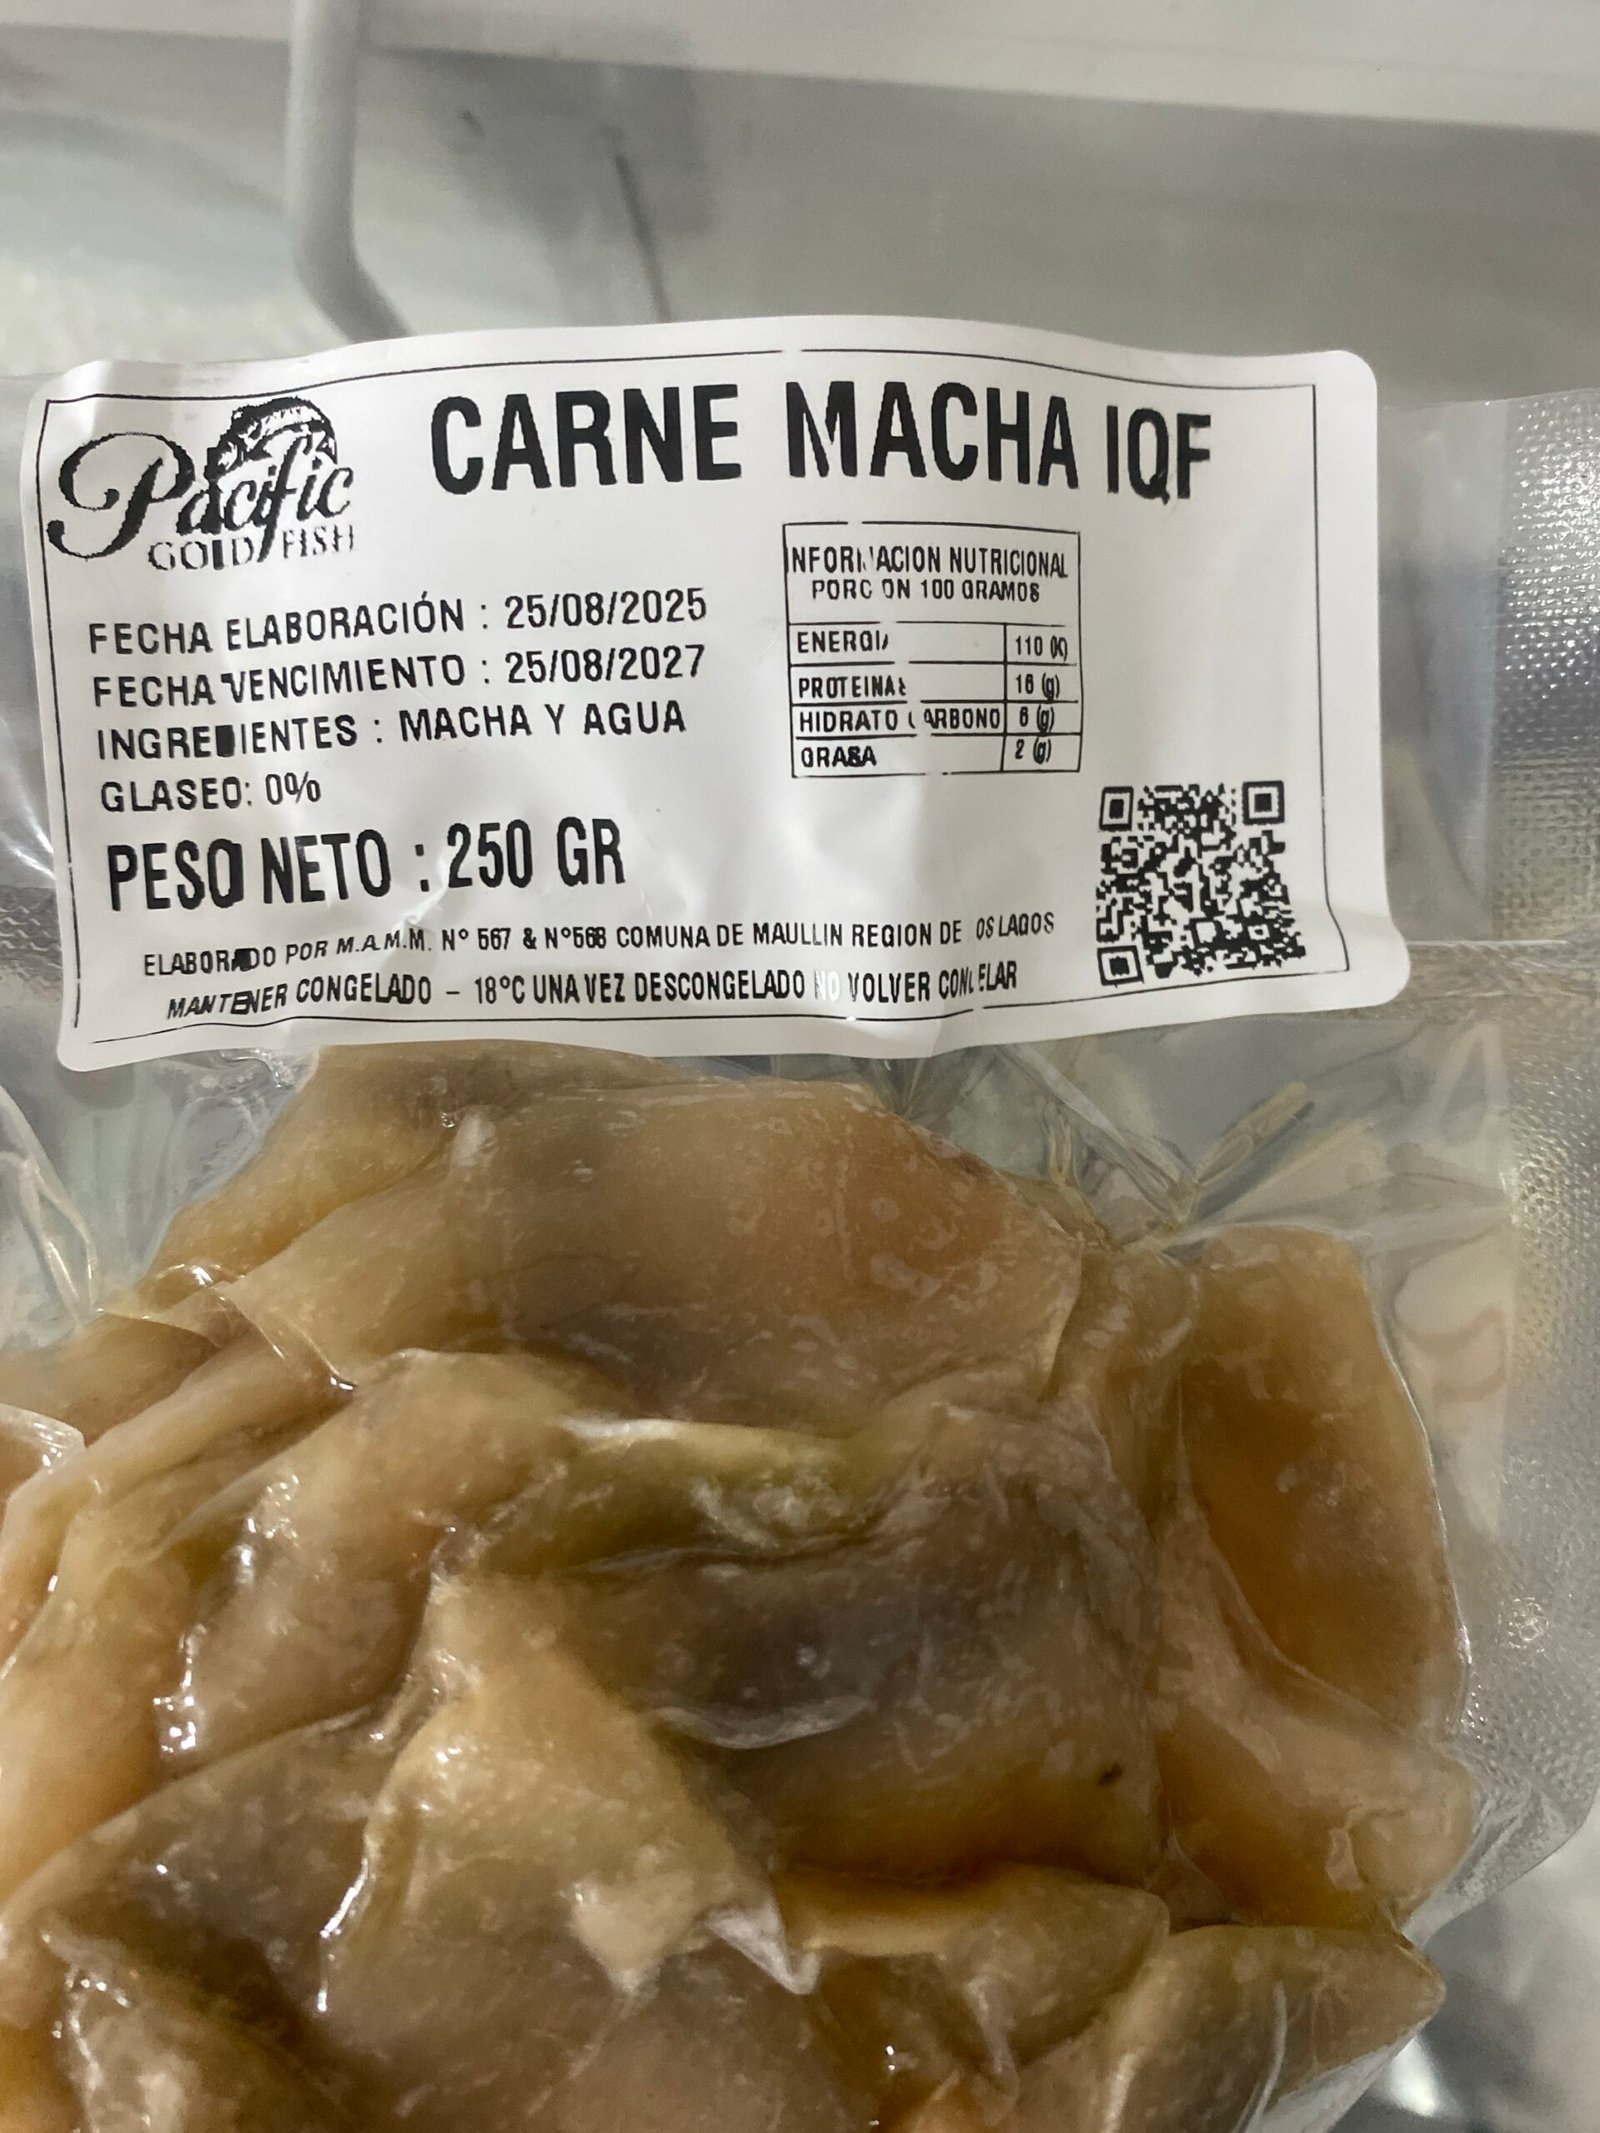 Pacific
GOLD FISH
CARNE MACHA IQF
FECHA ELABORACIÓN : 25/08/2025
FECHA VENCIMIENTO : 25/08/2027
INGREDIENTES : MACHA Y AGUA
GLASEO: 0%
PESO NETO : 250 GR
INFORMACION NUTRICIONAL
PORCION 100 GRAMOS
ENERGIA 110 (K)
PROTEINAS 16 (g)
HIDRATO CARBONO 6 (g)
GRASA 2 (g)
ELABORADO POR M.A.M.M. N° 567 & N°568 COMUNA DE MAULLIN REGION DE LOS LAGOS
MANTENER CONGELADO - 18°C UNA VEZ DESCONGELADO NO VOLVER CONGELAR